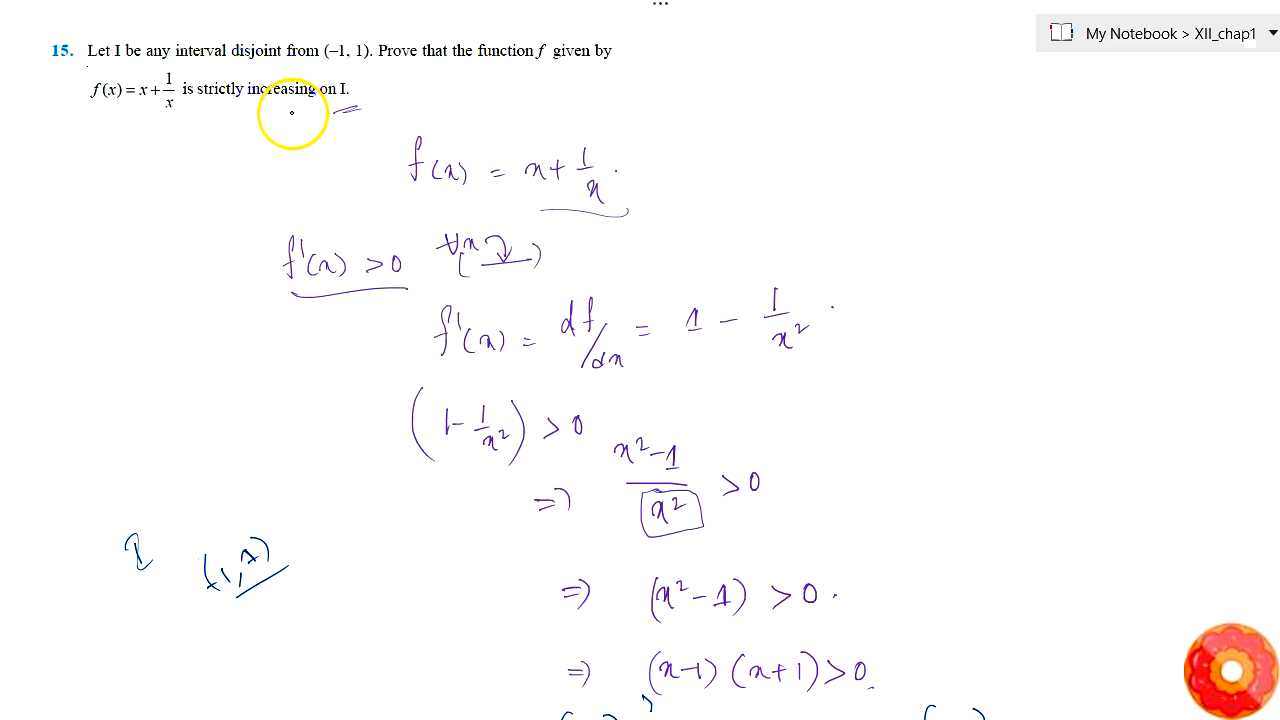 My Notebook > XII_chap1
15. Let I be any interval disjoint from (–1, 1). Prove that the function f given by
f(x) = x + 1/x is strictly increasing on I.
f(x) = x + 1/x.
f'(x) > 0 ∀x ( )
f'(x) = df/dx = 1 - 1/x².
(1 - 1/x²) > 0
=> x² - 1 / x² > 0
I (-1, 1)
=> (x² - 1) > 0.
=> (x-1) (x+1) > 0.